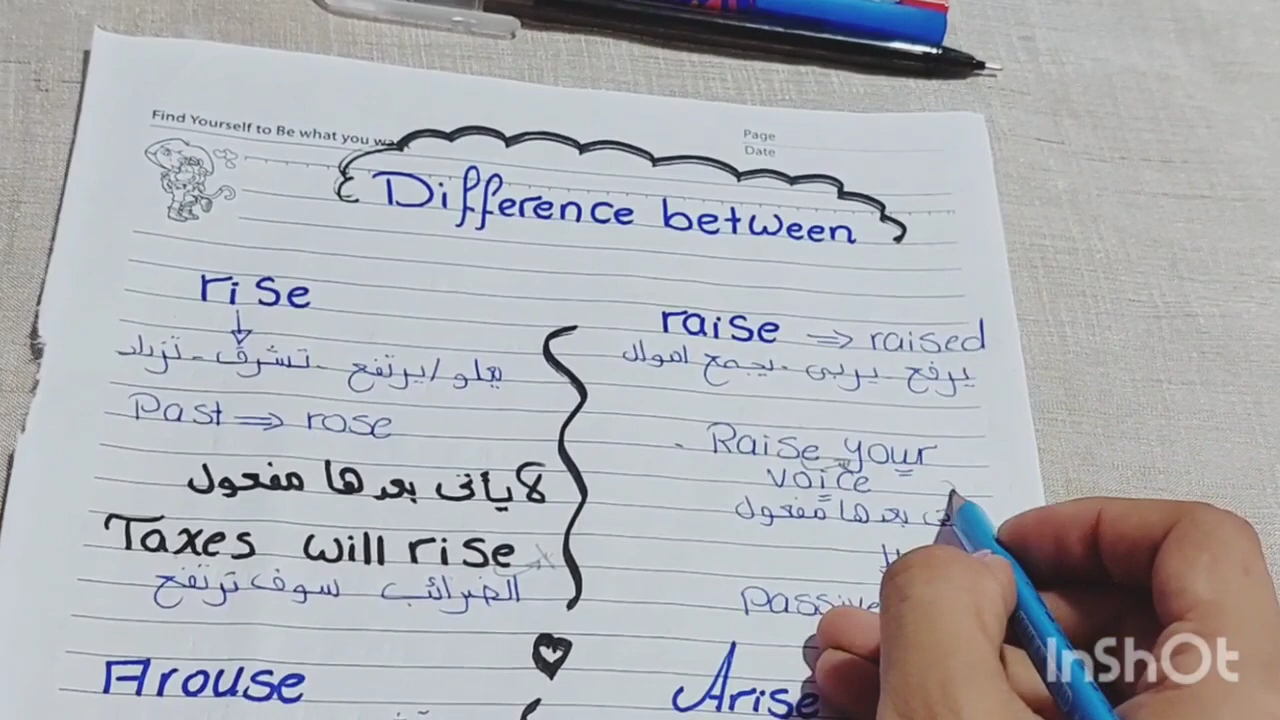 Find Yourself to Be what you wa
Page
Date
Difference between
rise
يعلو / يرتفع - تشرق - تزداد
Past ⇒ rose
لا يأتى بعدها مفعول
Taxes will rise
الضرائب سوف ترتفع
raise ⇒ raised
يرفع يربى - يجمع اموال
Raise your
voice
بعدها مفعول
Passive
Arouse
Arise
InShOt